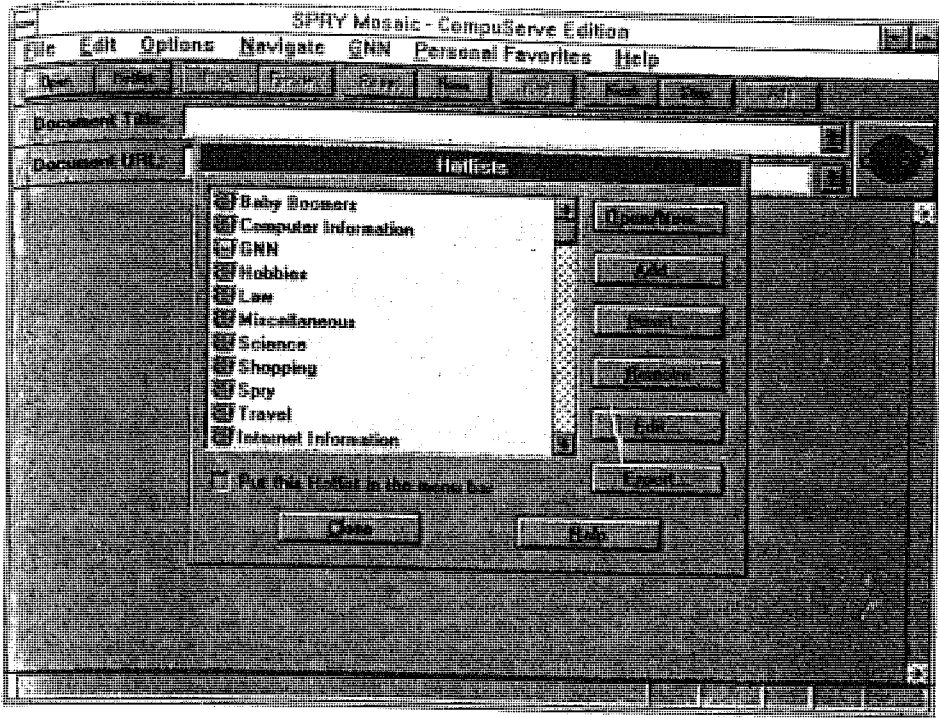 SPRY Mosaic - CompuServe Edition
File Edit Options Navigate GNN Personal Favorites Help
Open Hotlist
Document Title:
Document URL:
Hotlists
Baby Boomers
Computer Information
GNN
Hobbies
Law
Miscellaneous
Science
Shopping
Spry
Travel
Internet Information
Open/View
Add...
Remove
Edit...
Export...
Put this Hotlist in the menu bar
Close Help